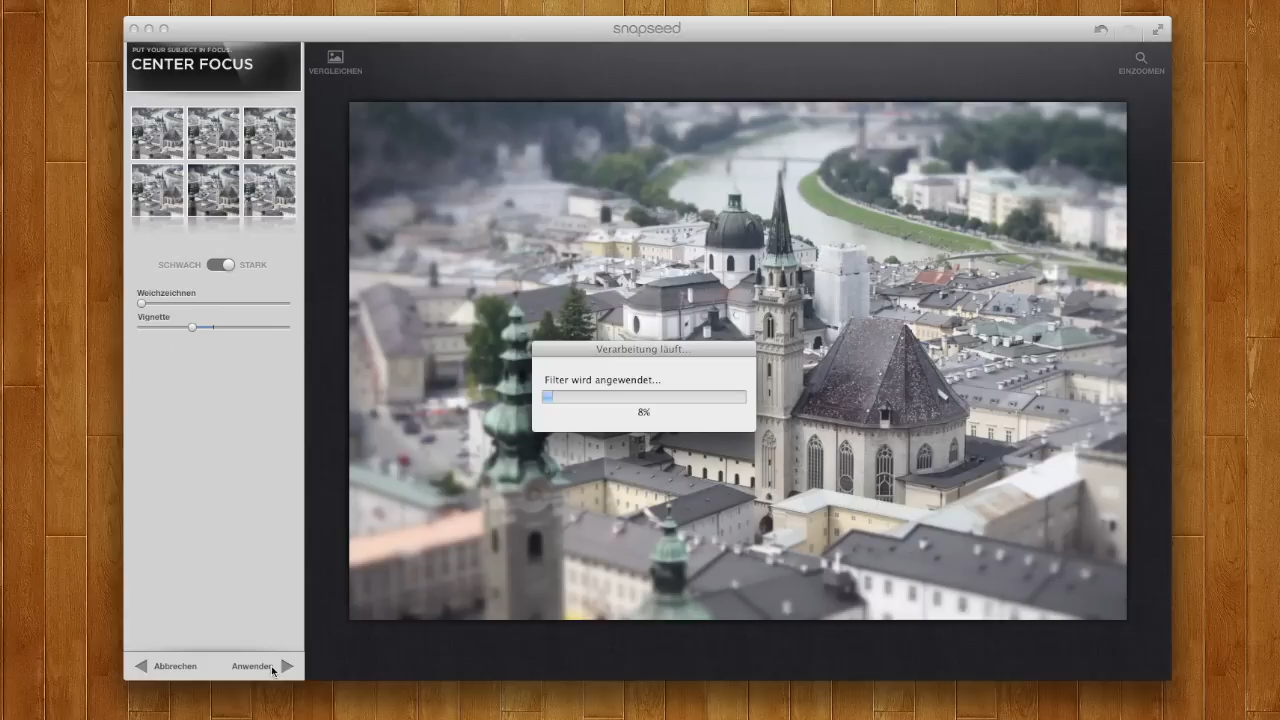 snapseed
PUT YOUR SUBJECT IN FOCUS.
CENTER FOCUS
VERGLEICHEN
EINZOOMEN
SCHWACH STARK
Weichzeichnen
Vignette
Verarbeitung läuft...
Filter wird angewendet...
8%
Abbrechen Anwenden